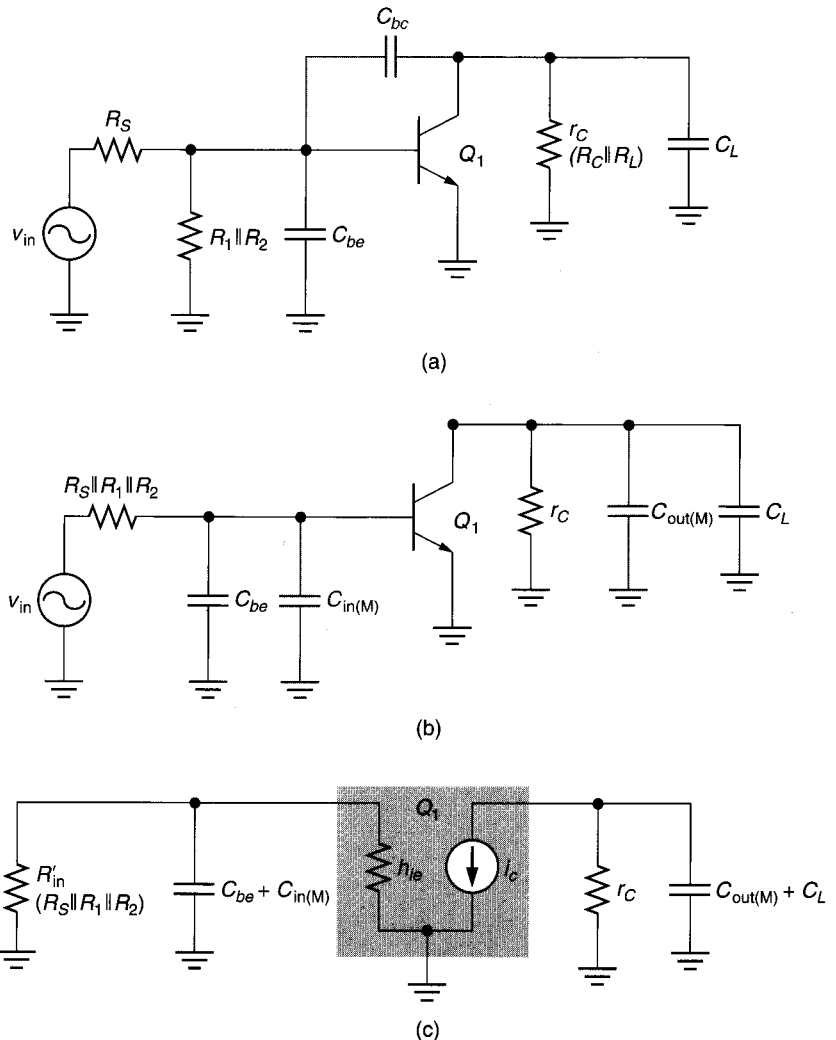 C_bc
R_S
Q_1
r_C
(R_C||R_L)
C_L
v_in
R_1||R_2
C_be
(a)
R_S||R_1||R_2
Q_1
r_C
C_out(M)
C_L
v_in
C_be
C_in(M)
(b)
Q_1
R'_in
(R_S||R_1||R_2)
C_be + C_in(M)
h_ie
i_c
r_C
C_out(M) + C_L
(c)